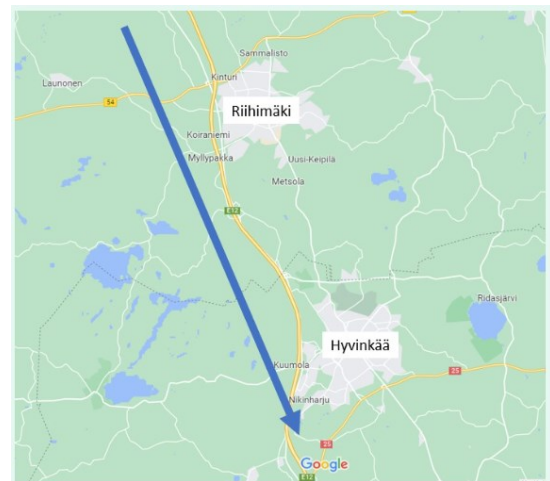 Sammalisto
Kintun
Launonen
54
Riihimäki
Koiraniemi
Myllypakka
Uusi-Keipilä
Metsola
E12
Ridasjärvi
Hyvinkää
Kuumola
25
Nikinharju
25
Google
E12